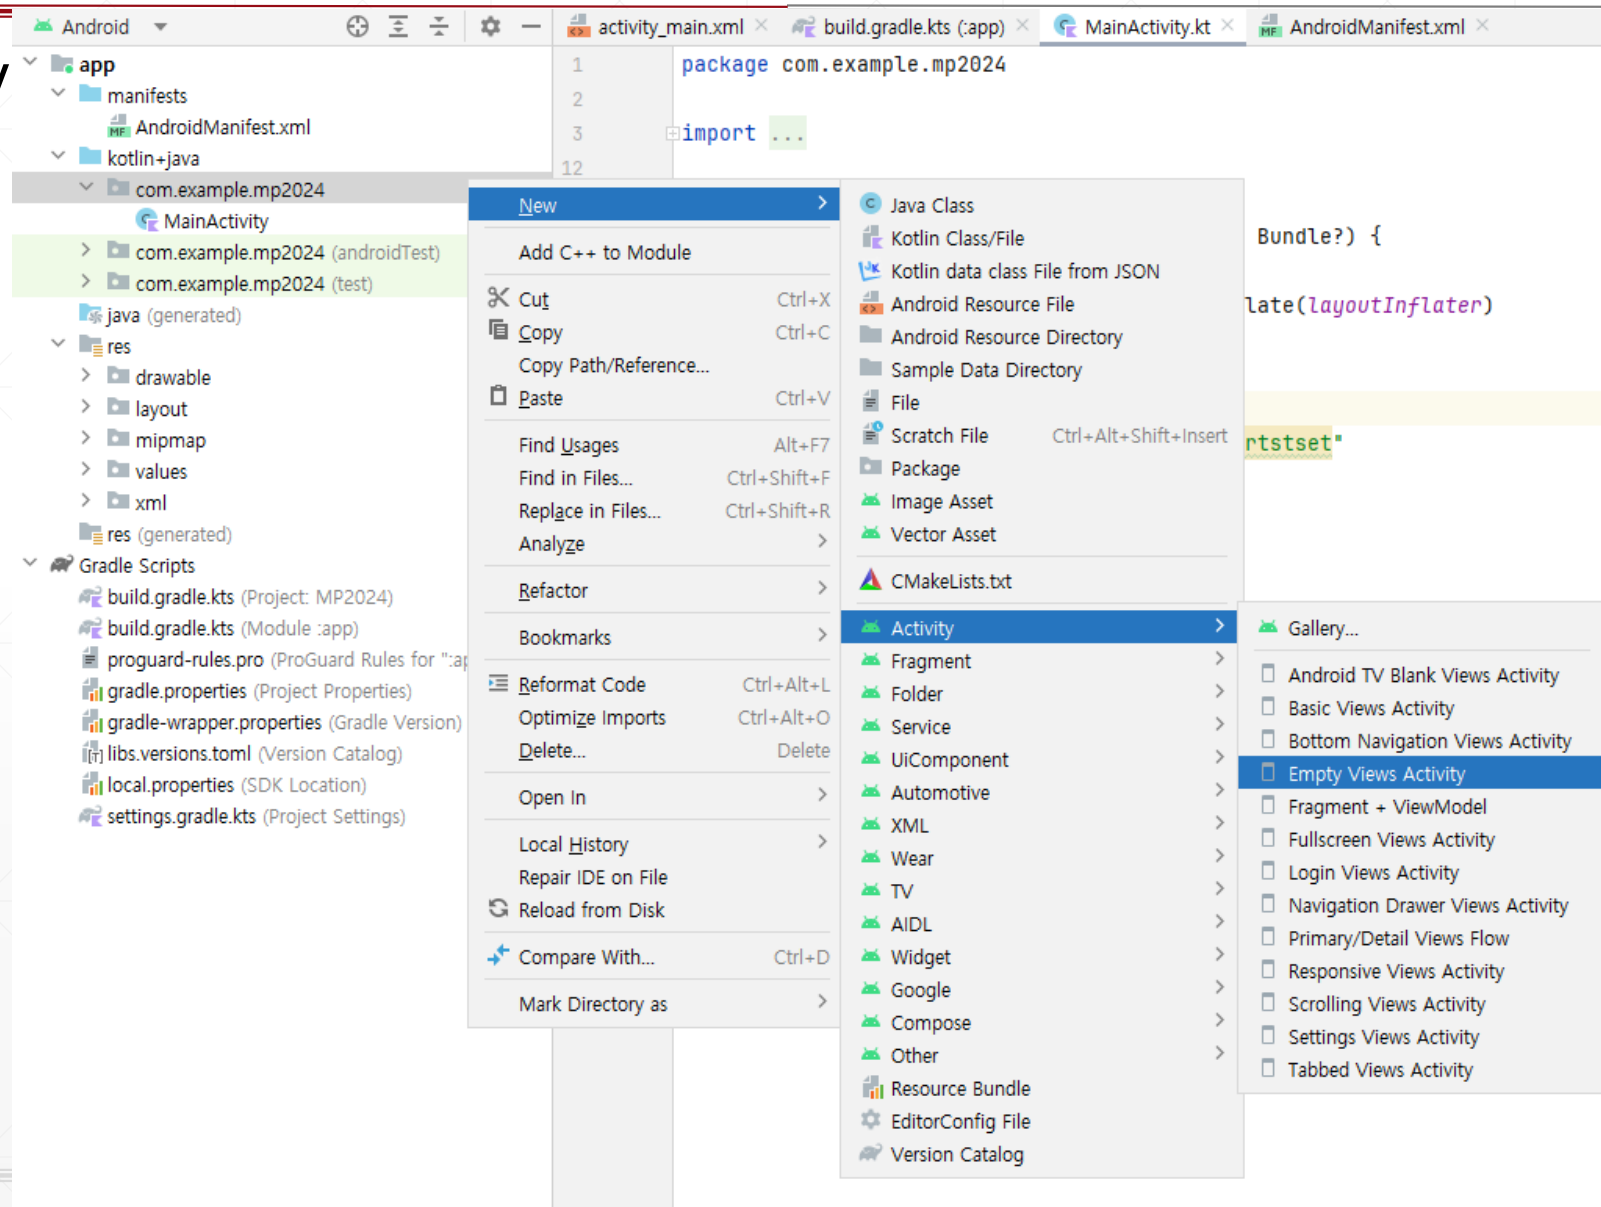 Android
activity_main.xml
build.gradle.kts (:app)
MainActivity.kt
AndroidManifest.xml
y
app
manifests
AndroidManifest.xml
kotlin+java
com.example.mp2024
MainActivity
com.example.mp2024 (androidTest)
com.example.mp2024 (test)
java (generated)
res
drawable
layout
mipmap
values
xml
res (generated)
Gradle Scripts
build.gradle.kts (Project: MP2024)
build.gradle.kts (Module :app)
proguard-rules.pro (ProGuard Rules for ":ap
gradle.properties (Project Properties)
gradle-wrapper.properties (Gradle Version)
libs.versions.toml (Version Catalog)
local.properties (SDK Location)
settings.gradle.kts (Project Settings)
1 package com.example.mp2024
2
3 import ...
12
Bundle?) {
late(layoutInflater)
rtstset"
New
Add C++ to Module
Cut Ctrl+X
Copy Ctrl+C
Copy Path/Reference...
Paste Ctrl+V
Find Usages Alt+F7
Find in Files... Ctrl+Shift+F
Replace in Files... Ctrl+Shift+R
Analyze
Refactor
Bookmarks
Reformat Code Ctrl+Alt+L
Optimize Imports Ctrl+Alt+O
Delete... Delete
Open In
Local History
Repair IDE on File
Reload from Disk
Compare With... Ctrl+D
Mark Directory as
Java Class
Kotlin Class/File
Kotlin data class File from JSON
Android Resource File
Android Resource Directory
Sample Data Directory
File
Scratch File Ctrl+Alt+Shift+Insert
Package
Image Asset
Vector Asset
CMakeLists.txt
Activity
Fragment
Folder
Service
UiComponent
Automotive
XML
Wear
TV
AIDL
Widget
Google
Compose
Other
Resource Bundle
EditorConfig File
Version Catalog
Gallery...
Android TV Blank Views Activity
Basic Views Activity
Bottom Navigation Views Activity
Empty Views Activity
Fragment + ViewModel
Fullscreen Views Activity
Login Views Activity
Navigation Drawer Views Activity
Primary/Detail Views Flow
Responsive Views Activity
Scrolling Views Activity
Settings Views Activity
Tabbed Views Activity